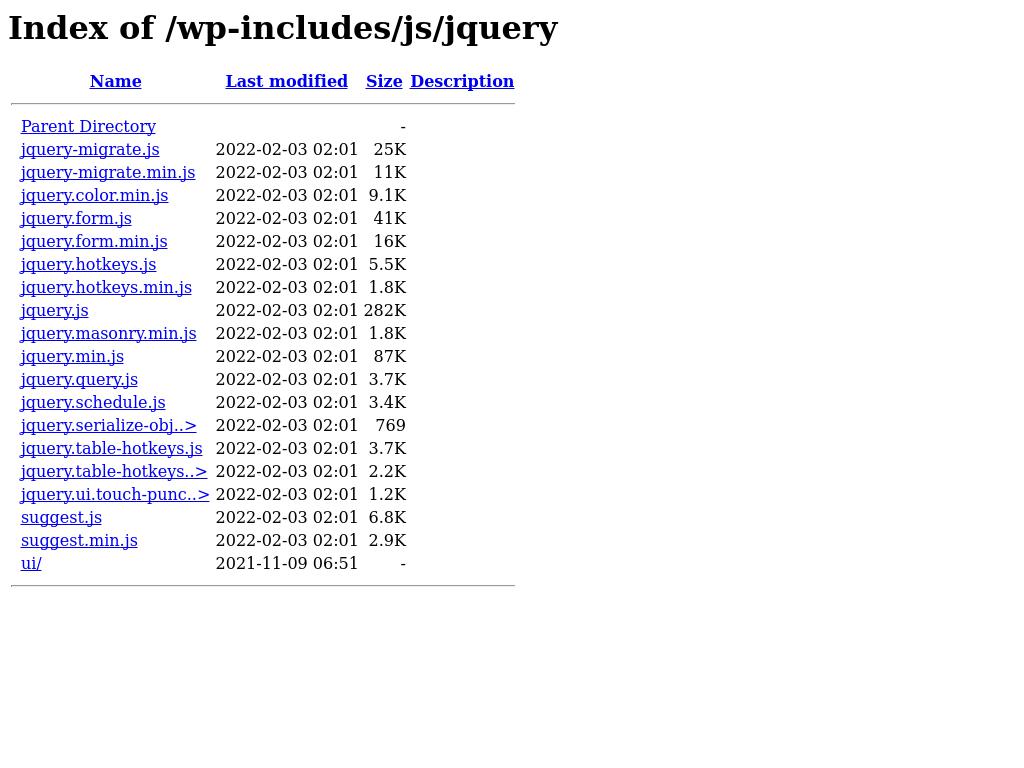 Index of /wp-includes/js/jquery
Name Last modified Size Description
Parent Directory -
jquery-migrate.js 2022-02-03 02:01 25K
jquery-migrate.min.js 2022-02-03 02:01 11K
jquery.color.min.js 2022-02-03 02:01 9.1K
jquery.form.js 2022-02-03 02:01 41K
jquery.form.min.js 2022-02-03 02:01 16K
jquery.hotkeys.js 2022-02-03 02:01 5.5K
jquery.hotkeys.min.js 2022-02-03 02:01 1.8K
jquery.js 2022-02-03 02:01 282K
jquery.masonry.min.js 2022-02-03 02:01 1.8K
jquery.min.js 2022-02-03 02:01 87K
jquery.query.js 2022-02-03 02:01 3.7K
jquery.schedule.js 2022-02-03 02:01 3.4K
jquery.serialize-obj..> 2022-02-03 02:01 769
jquery.table-hotkeys.js 2022-02-03 02:01 3.7K
jquery.table-hotkeys..> 2022-02-03 02:01 2.2K
jquery.ui.touch-punc..> 2022-02-03 02:01 1.2K
suggest.js 2022-02-03 02:01 6.8K
suggest.min.js 2022-02-03 02:01 2.9K
ui/ 2021-11-09 06:51 -